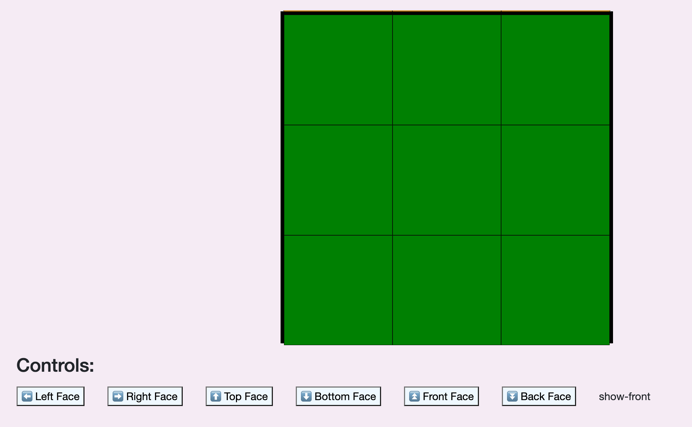 Controls:
⬅️ Left Face ➡️ Right Face ⬆️ Top Face ⬇️ Bottom Face ⏫ Front Face ⏬ Back Face show-front